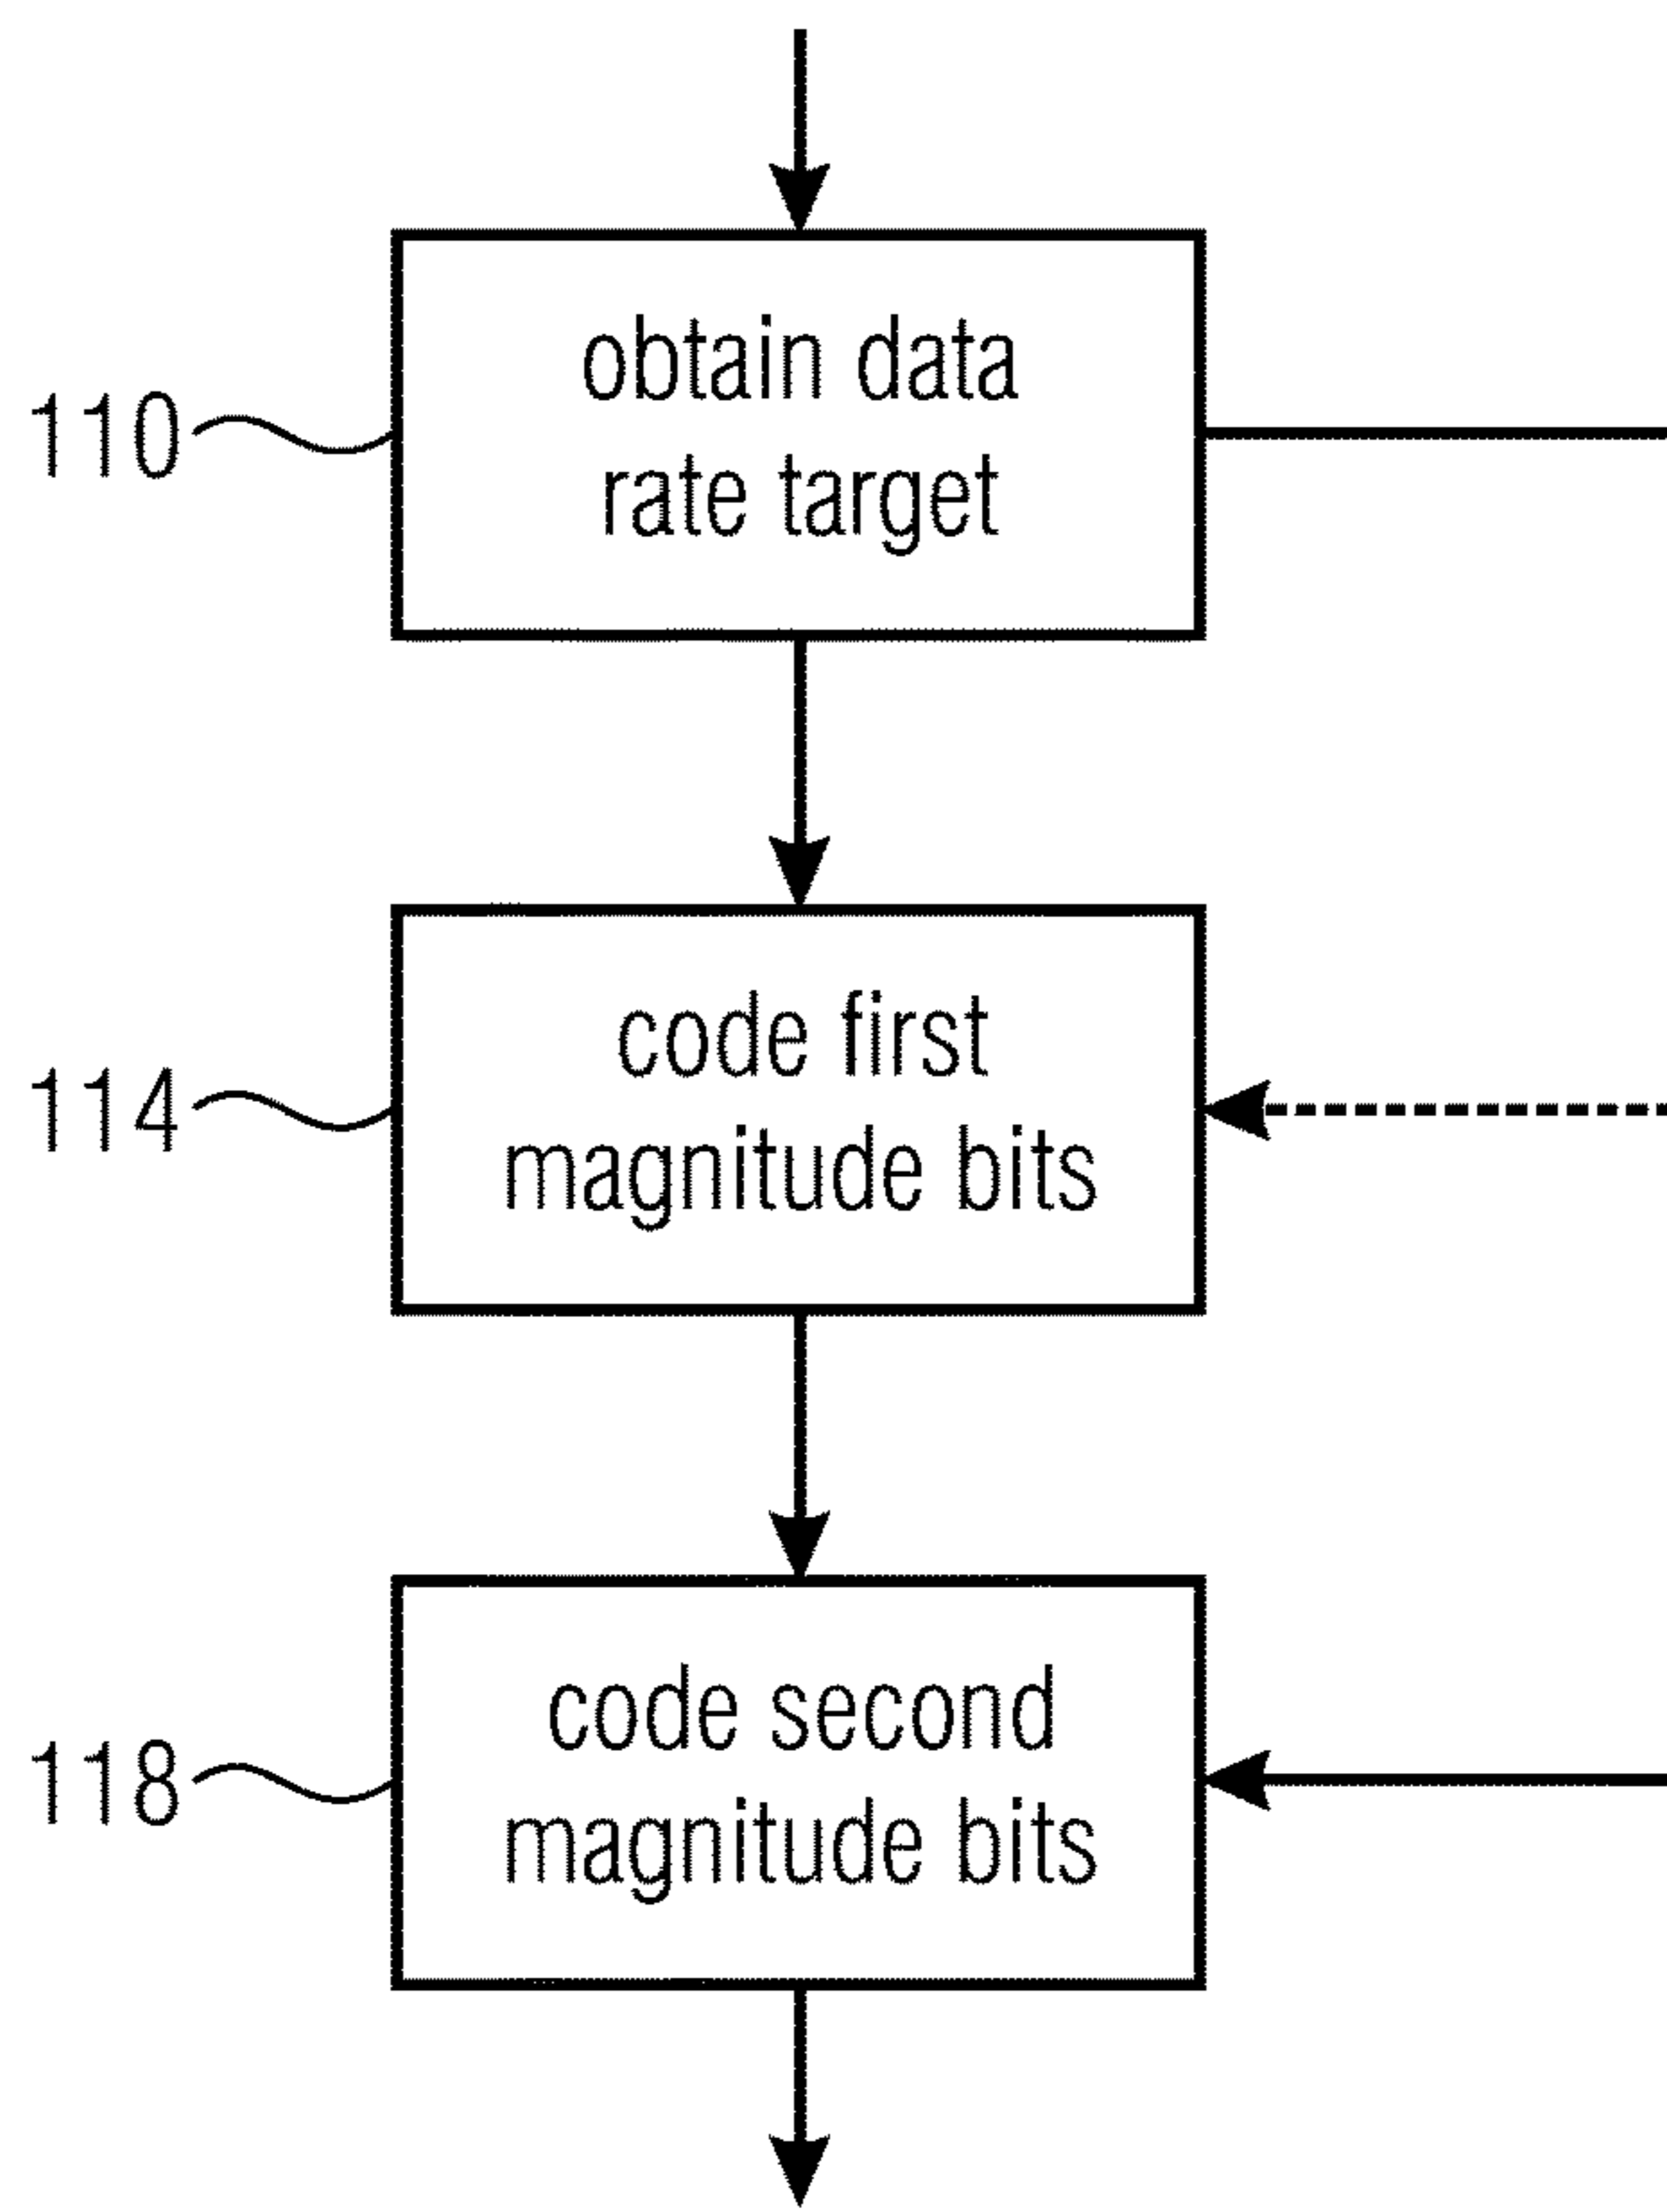 obtain data
110
rate target
code first
114
magnitude bits
code second
118
magnitude bits